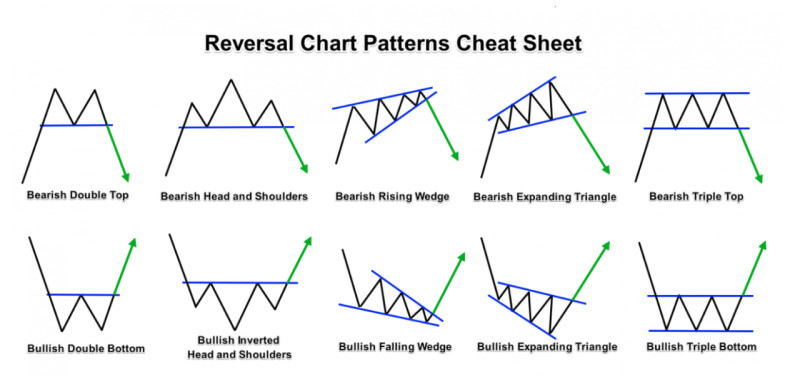 Reversal Chart Patterns Cheat Sheet
Bearish Double Top
Bearish Head and Shoulders
Bearish Rising Wedge
Bearish Expanding Triangle
Bearish Triple Top
Bullish Double Bottom
Bullish Inverted
Head and Shoulders
Bullish Falling Wedge
Bullish Expanding Triangle
Bullish Triple Bottom